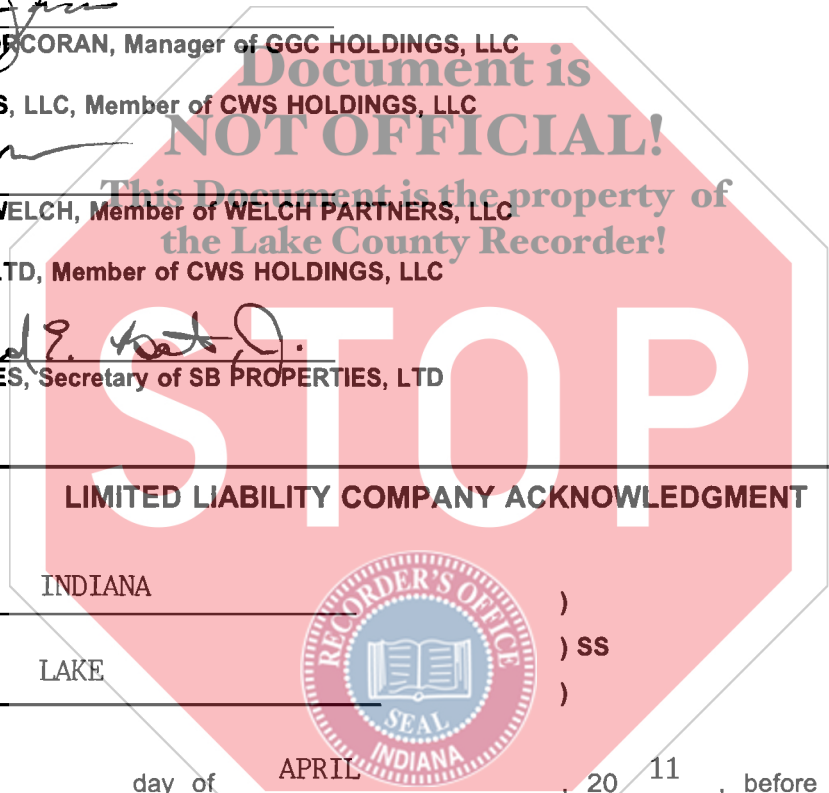 RCORAN, Manager of GGC HOLDINGS, LLC
Document is
S, LLC, Member of CWS HOLDINGS, LLC
NOT OFFICIAL!
This Document is the property of
WELCH, Member of WELCH PARTNERS, LLC
the Lake County Recorder!
LTD, Member of CWS HOLDINGS, LLC
ES, Secretary of SB PROPERTIES, LTD
STOP
LIMITED LIABILITY COMPANY ACKNOWLEDGMENT
INDIANA )
) SS
LAKE )
RECORDER'S OFFICE
SEAL
INDIANA
day of APRIL , 20 11 , before